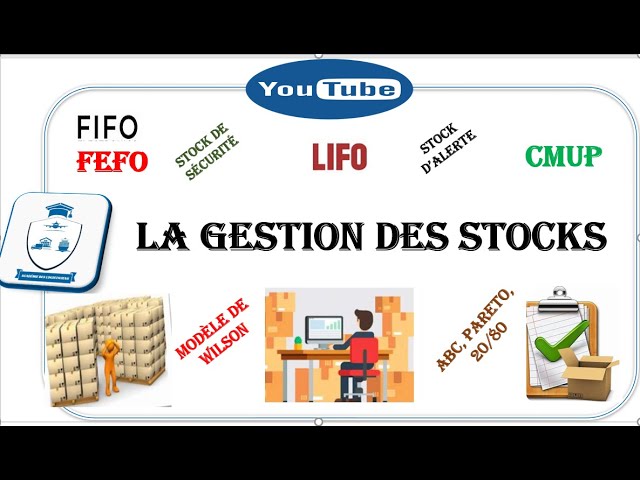 YouTube
FIFO
FEFO
STOCK DE
SÉCURITÉ
LIFO
STOCK
D'ALERTE
CMUP
LA GESTION DES STOCKS
MODÈLE DE
WILSON
ABC, PARETO,
20/80